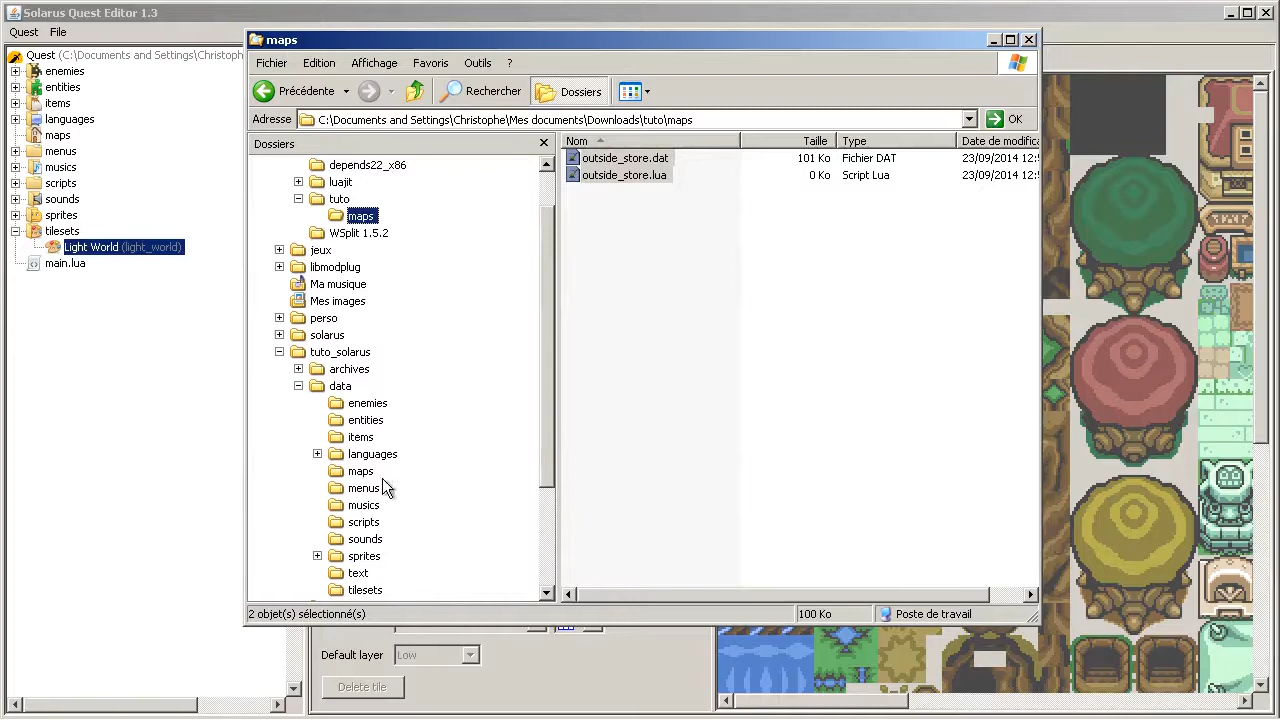 Solarus Quest Editor 1.3
Quest File
Quest (C:\Documents and Settings\Christophe
enemies
entities
items
languages
maps
menus
musics
scripts
sounds
sprites
tilesets
Light World (light_world)
main.lua
maps
Fichier Edition Affichage Favoris Outils ?
Précédente Rechercher Dossiers
Adresse C:\Documents and Settings\Christophe\Mes documents\Downloads\tuto\maps OK
Dossiers
depends22_x86
luajit
tuto
maps
WSplit 1.5.2
jeux
libmodplug
Ma musique
Mes images
perso
solarus
tuto_solarus
archives
data
enemies
entities
items
languages
maps
menus
musics
scripts
sounds
sprites
text
tilesets
Nom Taille Type Date de modifica
outside_store.dat 101 Ko Fichier DAT 23/09/2014 12:
outside_store.lua 0 Ko Script Lua 23/09/2014 12:
2 objet(s) sélectionné(s) 100 Ko Poste de travail
Default layer Low
Delete tile